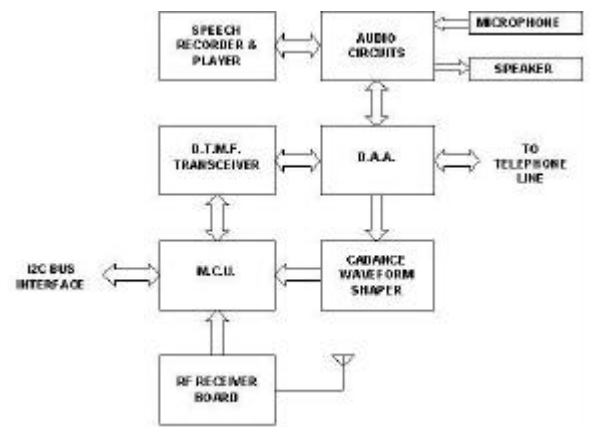 SPEECH
RECORDER &
PLAYER
AUDIO
CIRCUITS
MICROPHONE
SPEAKER
D.T.M.F.
TRANSCEIVER
D.A.A.
TO
TELEPHONE
LINE
I2C BUS
INTERFACE
M.C.U.
CADANCE
WAVEFORM
SHAPER
RF RECEIVER
BOARD